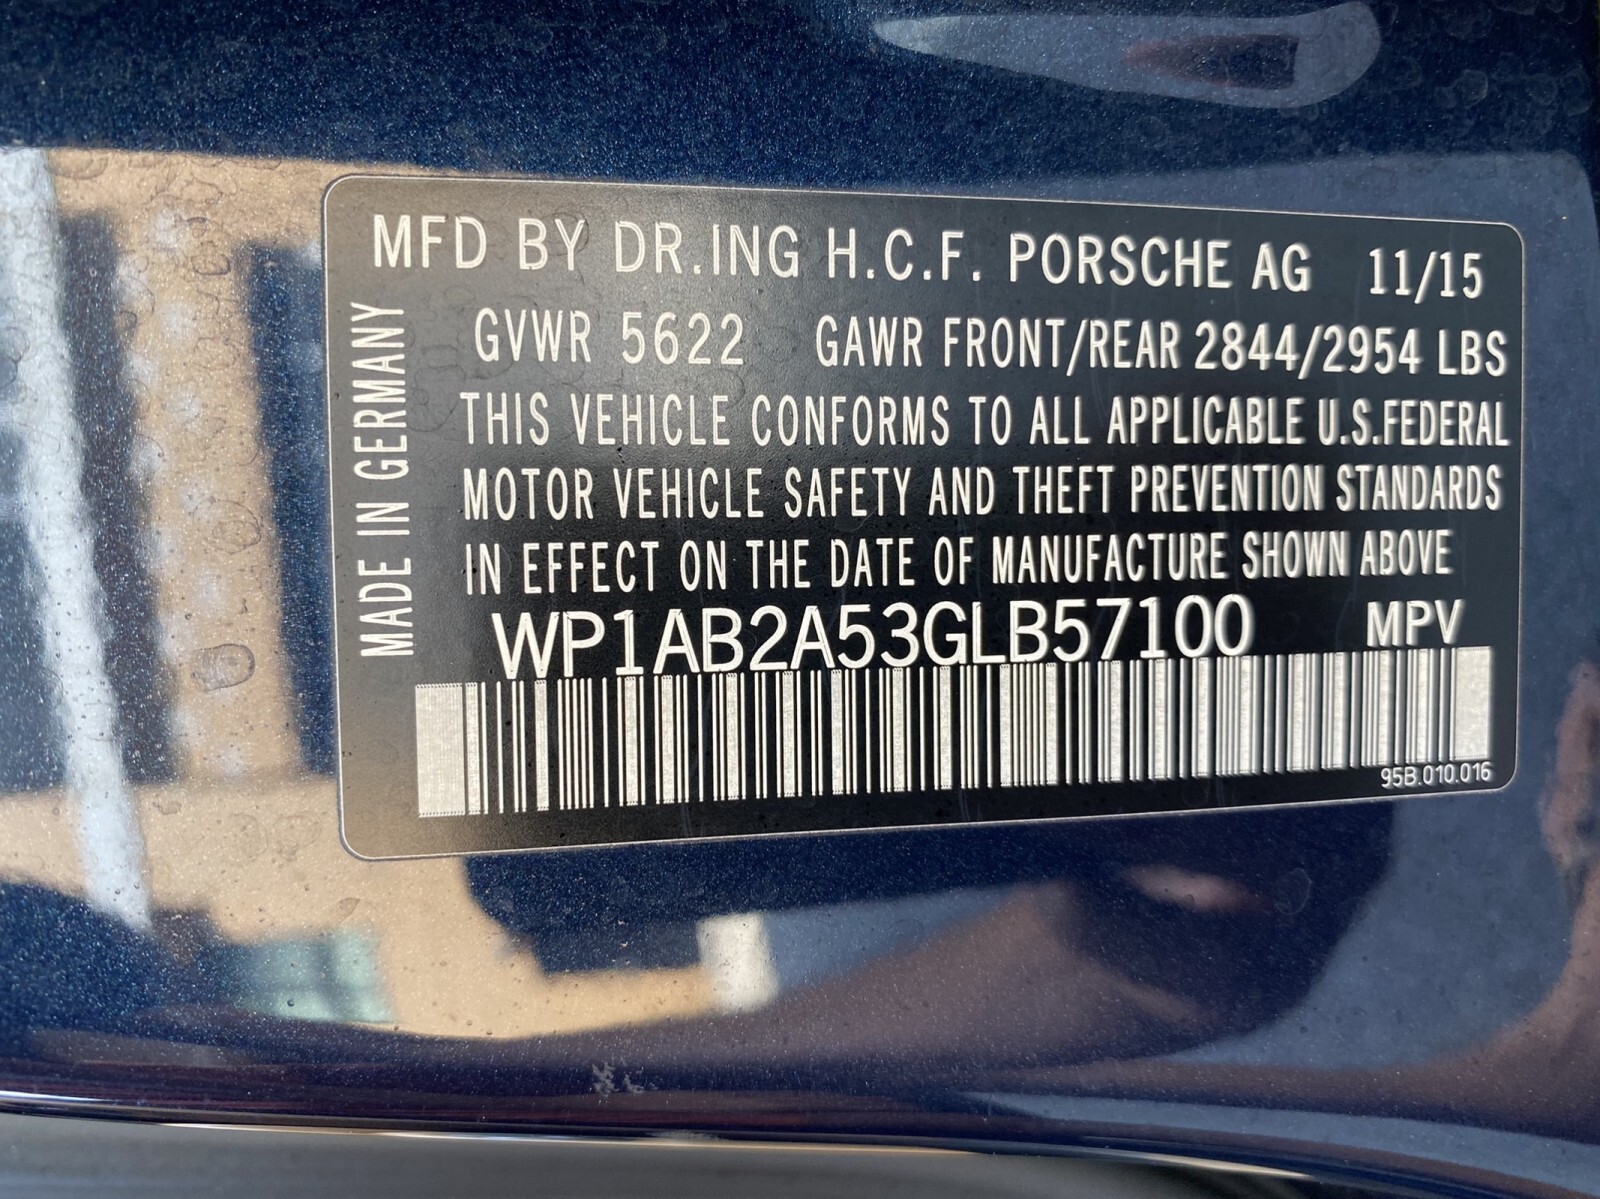 MFD BY DR.ING H.C.F. PORSCHE AG 11/15
GVWR 5622 GAWR FRONT/REAR 2844/2954 LBS
THIS VEHICLE CONFORMS TO ALL APPLICABLE U.S.FEDERAL
MOTOR VEHICLE SAFETY AND THEFT PREVENTION STANDARDS
IN EFFECT ON THE DATE OF MANUFACTURE SHOWN ABOVE
WP1AB2A53GLB57100 MPV
95B.010.016
MADE IN GERMANY